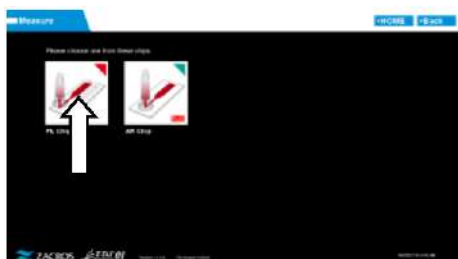 Measure
HOME
Back
Please choose one from these chips.
PL Chip
AR Chip
ZACROS